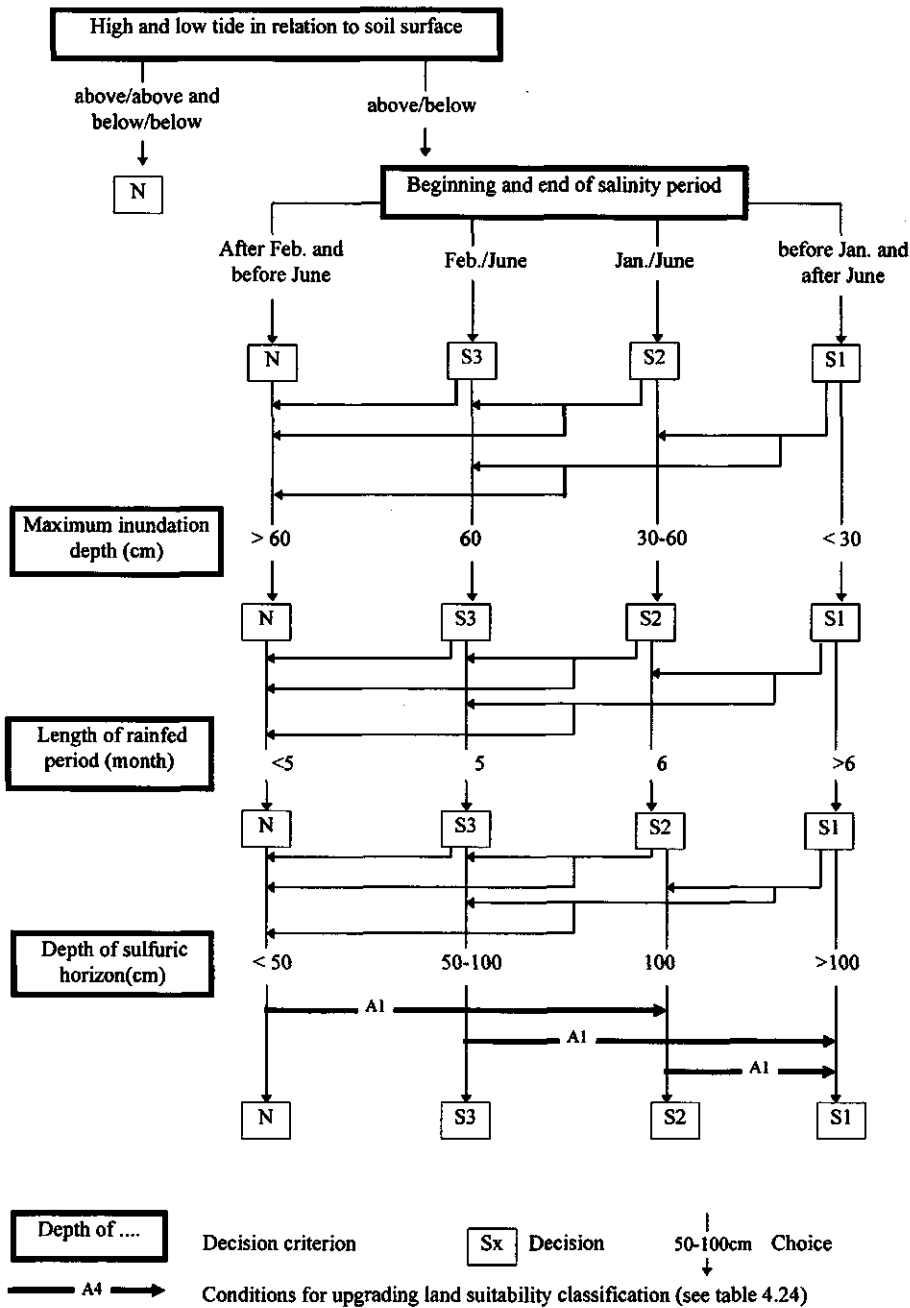 High and low tide in relation to soil surface
above/above and
below/below
above/below
N
Beginning and end of salinity period
After Feb. and
before June
Feb./June
Jan./June
before Jan. and
after June
N
S3
S2
S1
Maximum inundation
depth (cm)
> 60
60
30-60
< 30
N
S3
S2
S1
Length of rainfed
period (month)
<5
5
6
>6
N
S3
S2
S1
Depth of sulfuric
horizon(cm)
< 50
50-100
100
>100
A1
A1
A1
N
S3
S2
S1
Depth of ....
Decision criterion
Sx
Decision
50-100cm
Choice
A4
Conditions for upgrading land suitability classification (see table 4.24)